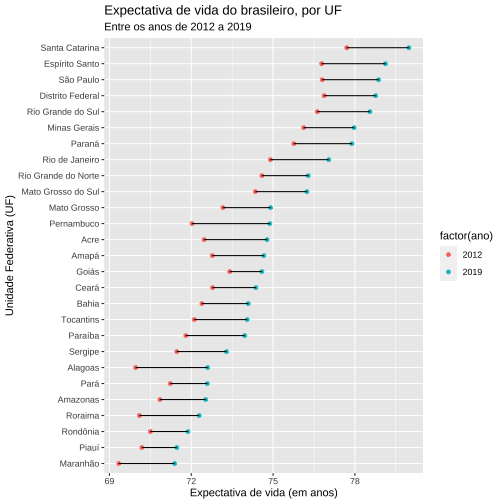 Expectativa de vida do brasileiro, por UF
Entre os anos de 2012 a 2019
Unidade Federativa (UF)
Santa Catarina
Espírito Santo
São Paulo
Distrito Federal
Rio Grande do Sul
Minas Gerais
Paraná
Rio de Janeiro
Rio Grande do Norte
Mato Grosso do Sul
Mato Grosso
Pernambuco
Acre
Amapá
Goiás
Ceará
Bahia
Tocantins
Paraíba
Sergipe
Alagoas
Pará
Amazonas
Roraima
Rondônia
Piauí
Maranhão
69 72 75 78
Expectativa de vida (em anos)
factor(ano)
2012
2019